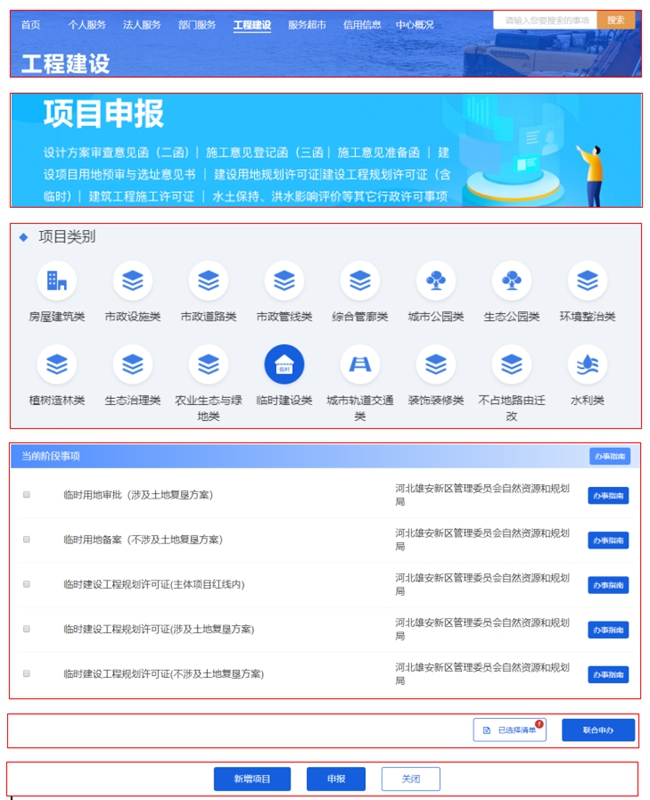 首页 个人服务 法人服务 部门服务 工程建设 服务超市 信用信息 中心概况 请输入您要搜索的事项 搜索
工程建设
项目申报
设计方案审查意见函（二函）｜ 施工意见登记函（三函｜ 施工意见准备函 ｜ 建
设项目用地预审与选址意见书 ｜ 建设用地规划许可证|建设工程规划许可证（含
临时）｜ 建筑工程施工许可证 ｜ 水土保持、洪水影响评价等其它行政许可事项
项目类别
房屋建筑类 市政设施类 市政道路类 市政管线类 综合管廊类 城市公园类 生态公园类 环境整治类
临时
植树造林类 生态治理类 农业生态与绿地类 临时建设类 城市轨道交通类 装饰装修类 不占地路由迁改 水利类
当前阶段事项 办事指南
临时用地审批（涉及土地复垦方案） 河北雄安新区管理委员会自然资源和规划局 办事指南
临时用地备案（不涉及土地复垦方案） 河北雄安新区管理委员会自然资源和规划局 办事指南
临时建设工程规划许可证(主体项目红线内) 河北雄安新区管理委员会自然资源和规划局 办事指南
临时建设工程规划许可证(涉及土地复垦方案) 河北雄安新区管理委员会自然资源和规划局 办事指南
临时建设工程规划许可证(不涉及土地复垦方案) 河北雄安新区管理委员会自然资源和规划局 办事指南
已选择清单 联合申办
新增项目 申报 关闭